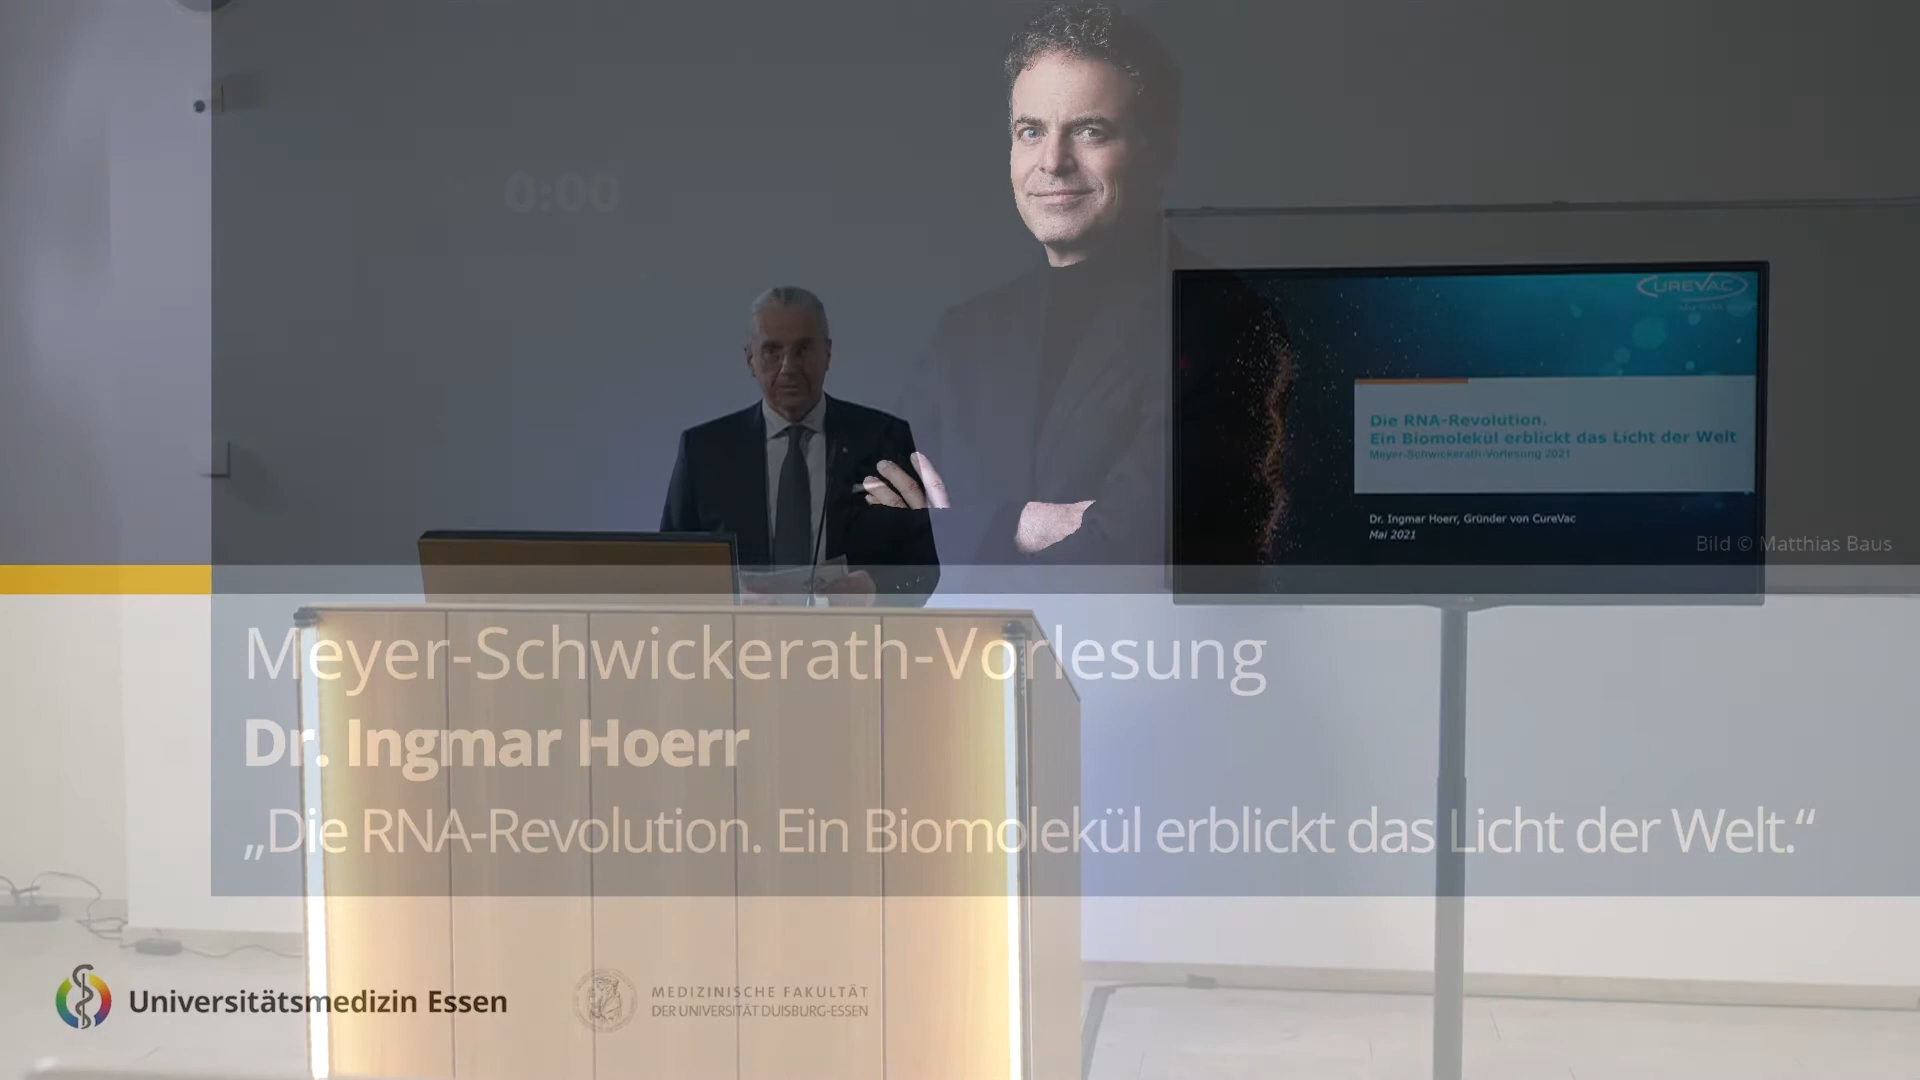 0:00
CUREVAC
Die RNA-Revolution.
Ein Biomolekül erblickt das Licht der Welt
Meyer-Schwickerath-Vorlesung 2021
Dr. Ingmar Hoerr, Gründer von CureVac
Mai 2021
Bild © Matthias Baus
Meyer-Schwickerath-Vorlesung
Dr. Ingmar Hoerr
„Die RNA-Revolution. Ein Biomolekül erblickt das Licht der Welt.“
Universitätsmedizin Essen
MEDIZINISCHE FAKULTÄT
DER UNIVERSITÄT DUISBURG-ESSEN